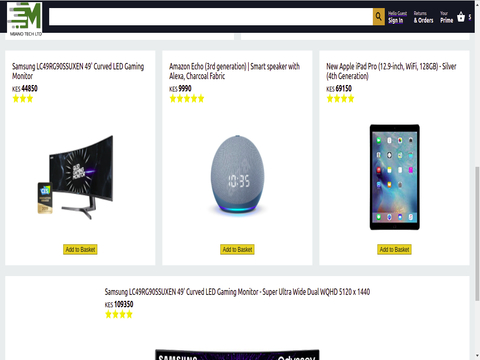 MBANO TECH LTD
Hello Guest
Sign In
Returns
& Orders
Your
Prime
5
Samsung LC49RG90SSUXEN 49' Curved LED Gaming
Monitor
KES 44850
Add to Basket
Amazon Echo (3rd generation) | Smart speaker with
Alexa, Charcoal Fabric
KES 9990
10:35
Add to Basket
New Apple iPad Pro (12.9-inch, WiFi, 128GB) - Silver
(4th Generation)
KES 69150
Add to Basket
Samsung LC49RG90SSUXEN 49' Curved LED Gaming Monitor - Super Ultra Wide Dual WQHD 5120 x 1440
KES 109350
SAMSUNG
Odyssey